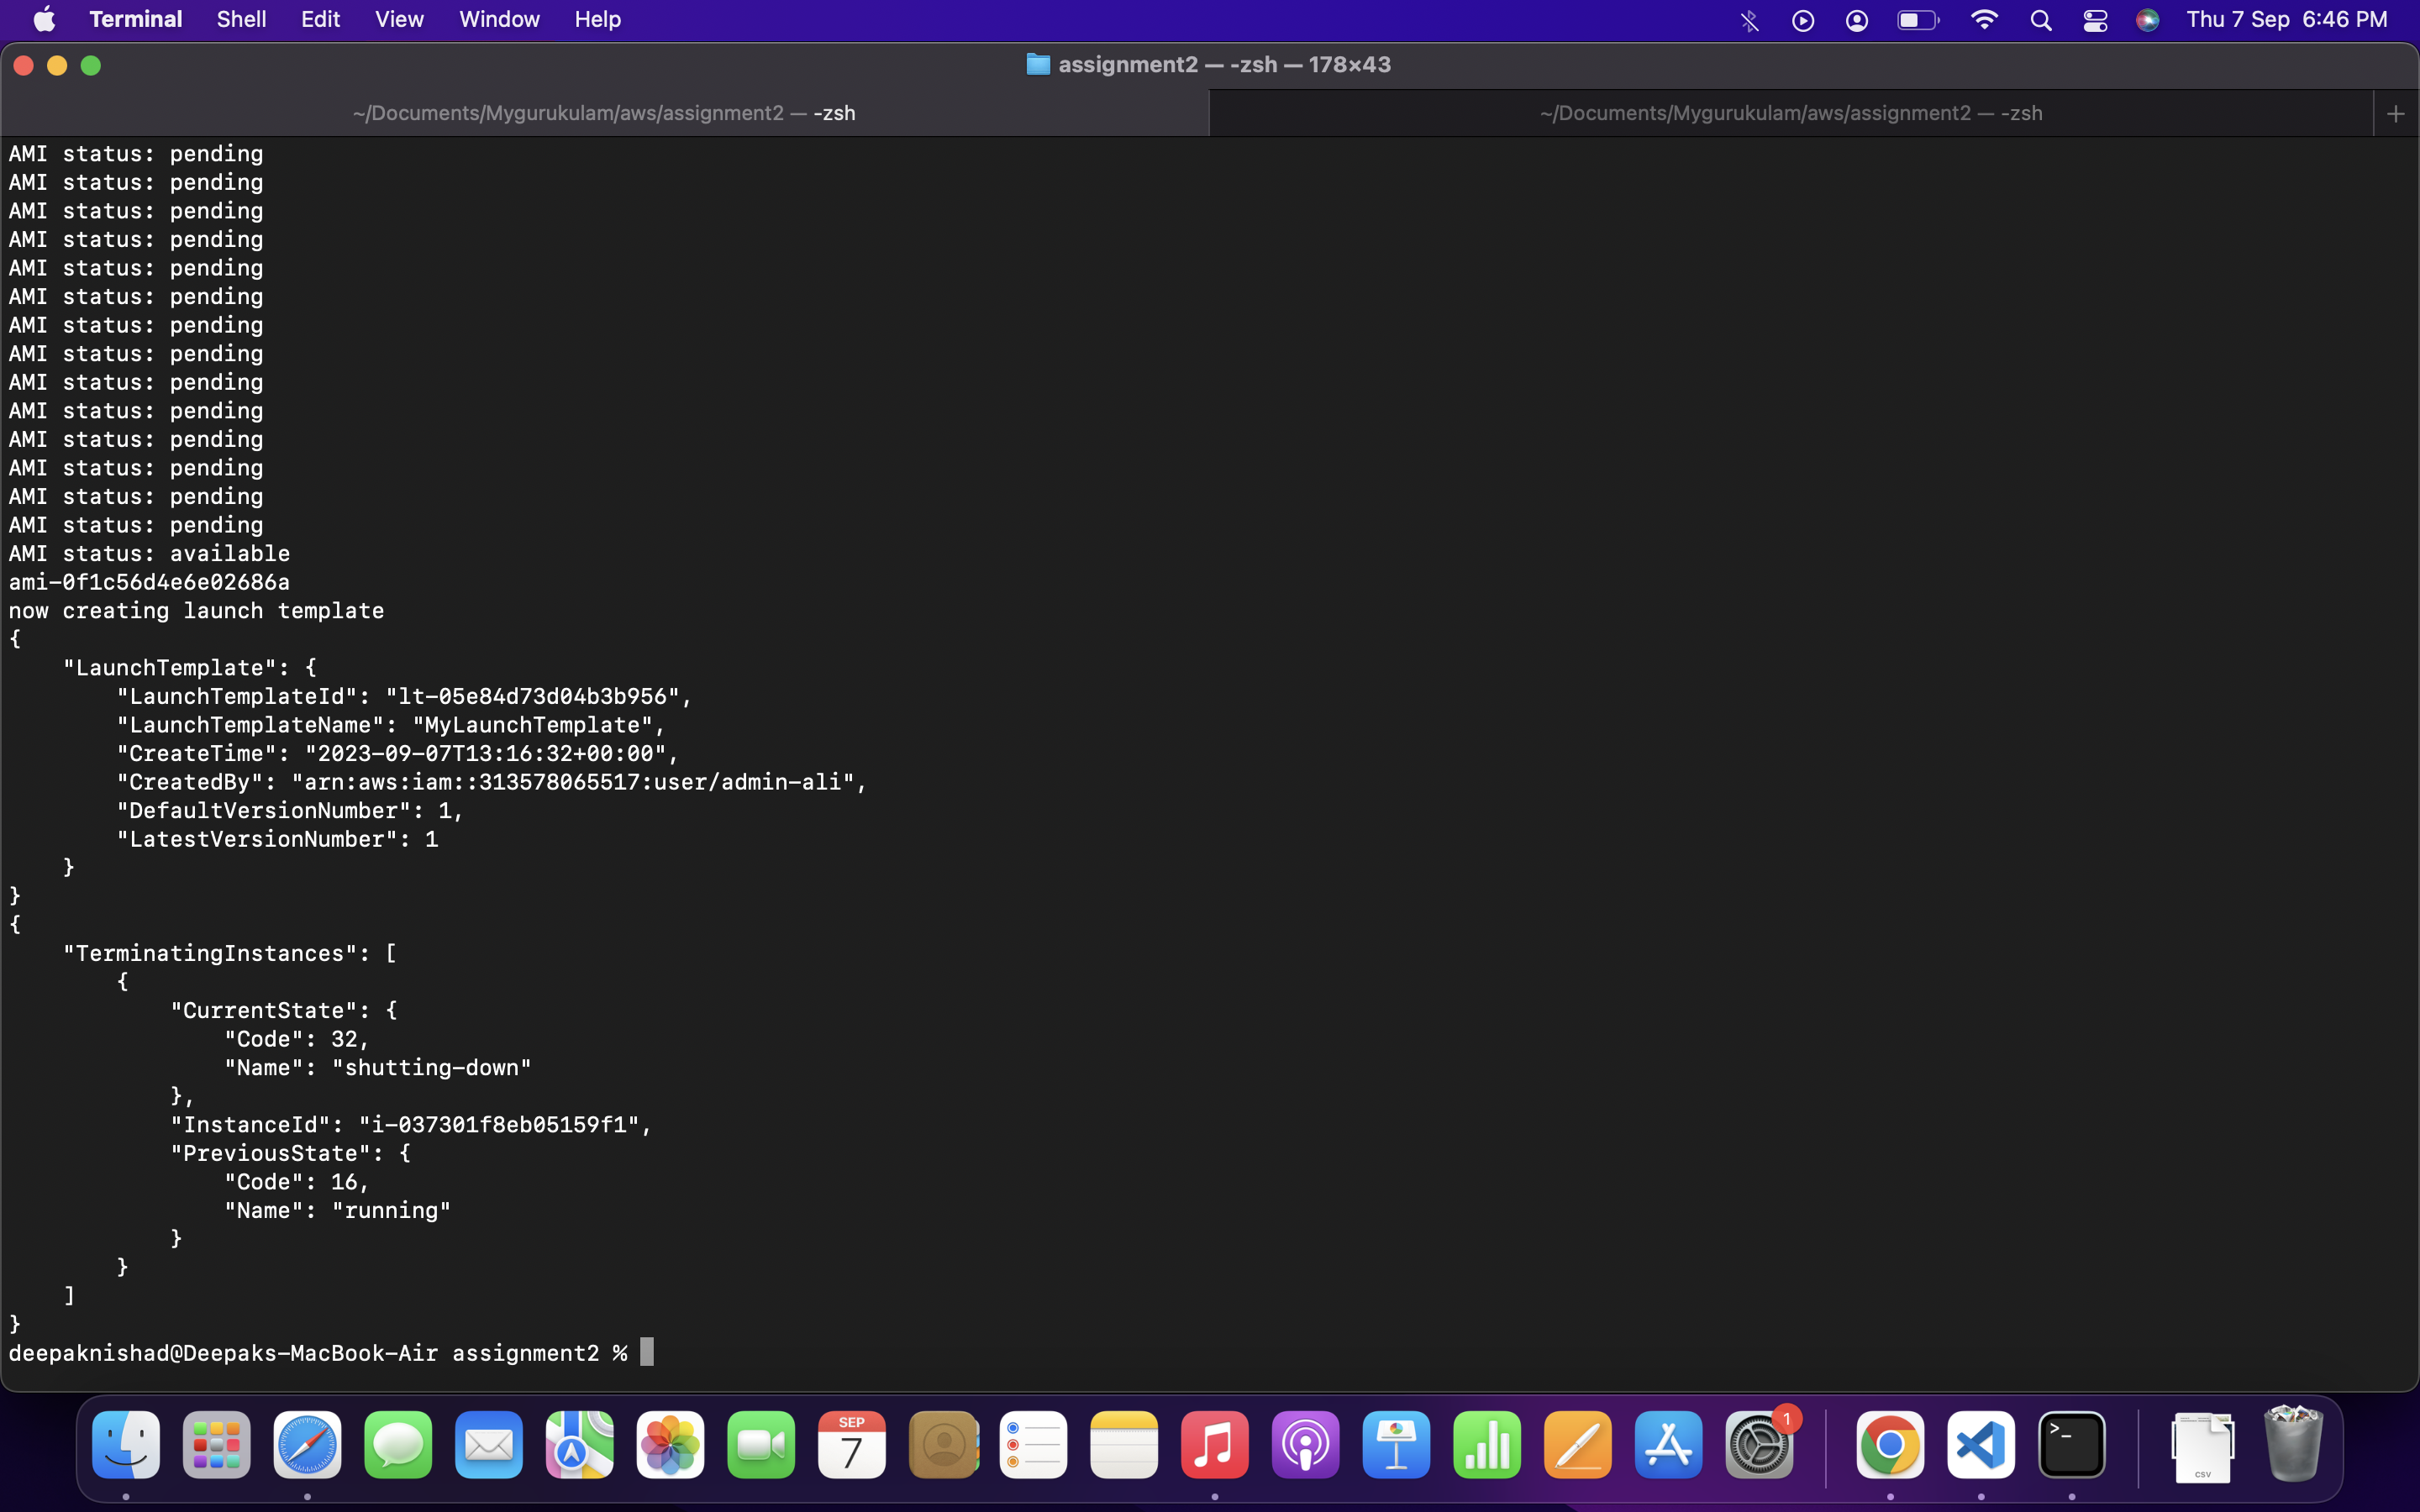 Terminal Shell Edit View Window Help Thu 7 Sep 6:46 PM
assignment2 — -zsh — 178×43
~/Documents/Mygurukulam/aws/assignment2 — -zsh ~/Documents/Mygurukulam/aws/assignment2 — -zsh +
AMI status: pending
AMI status: pending
AMI status: pending
AMI status: pending
AMI status: pending
AMI status: pending
AMI status: pending
AMI status: pending
AMI status: pending
AMI status: pending
AMI status: pending
AMI status: pending
AMI status: pending
AMI status: pending
AMI status: available
ami-0f1c56d4e6e02686a
now creating launch template
{
    "LaunchTemplate": {
        "LaunchTemplateId": "lt-05e84d73d04b3b956",
        "LaunchTemplateName": "MyLaunchTemplate",
        "CreateTime": "2023-09-07T13:16:32+00:00",
        "CreatedBy": "arn:aws:iam::313578065517:user/admin-ali",
        "DefaultVersionNumber": 1,
        "LatestVersionNumber": 1
    }
}
{
    "TerminatingInstances": [
        {
            "CurrentState": {
                "Code": 32,
                "Name": "shutting-down"
            },
            "InstanceId": "i-037301f8eb05159f1",
            "PreviousState": {
                "Code": 16,
                "Name": "running"
            }
        }
    ]
}
deepaknishad@Deepaks-MacBook-Air assignment2 %
SEP
7
1
>_
CSV